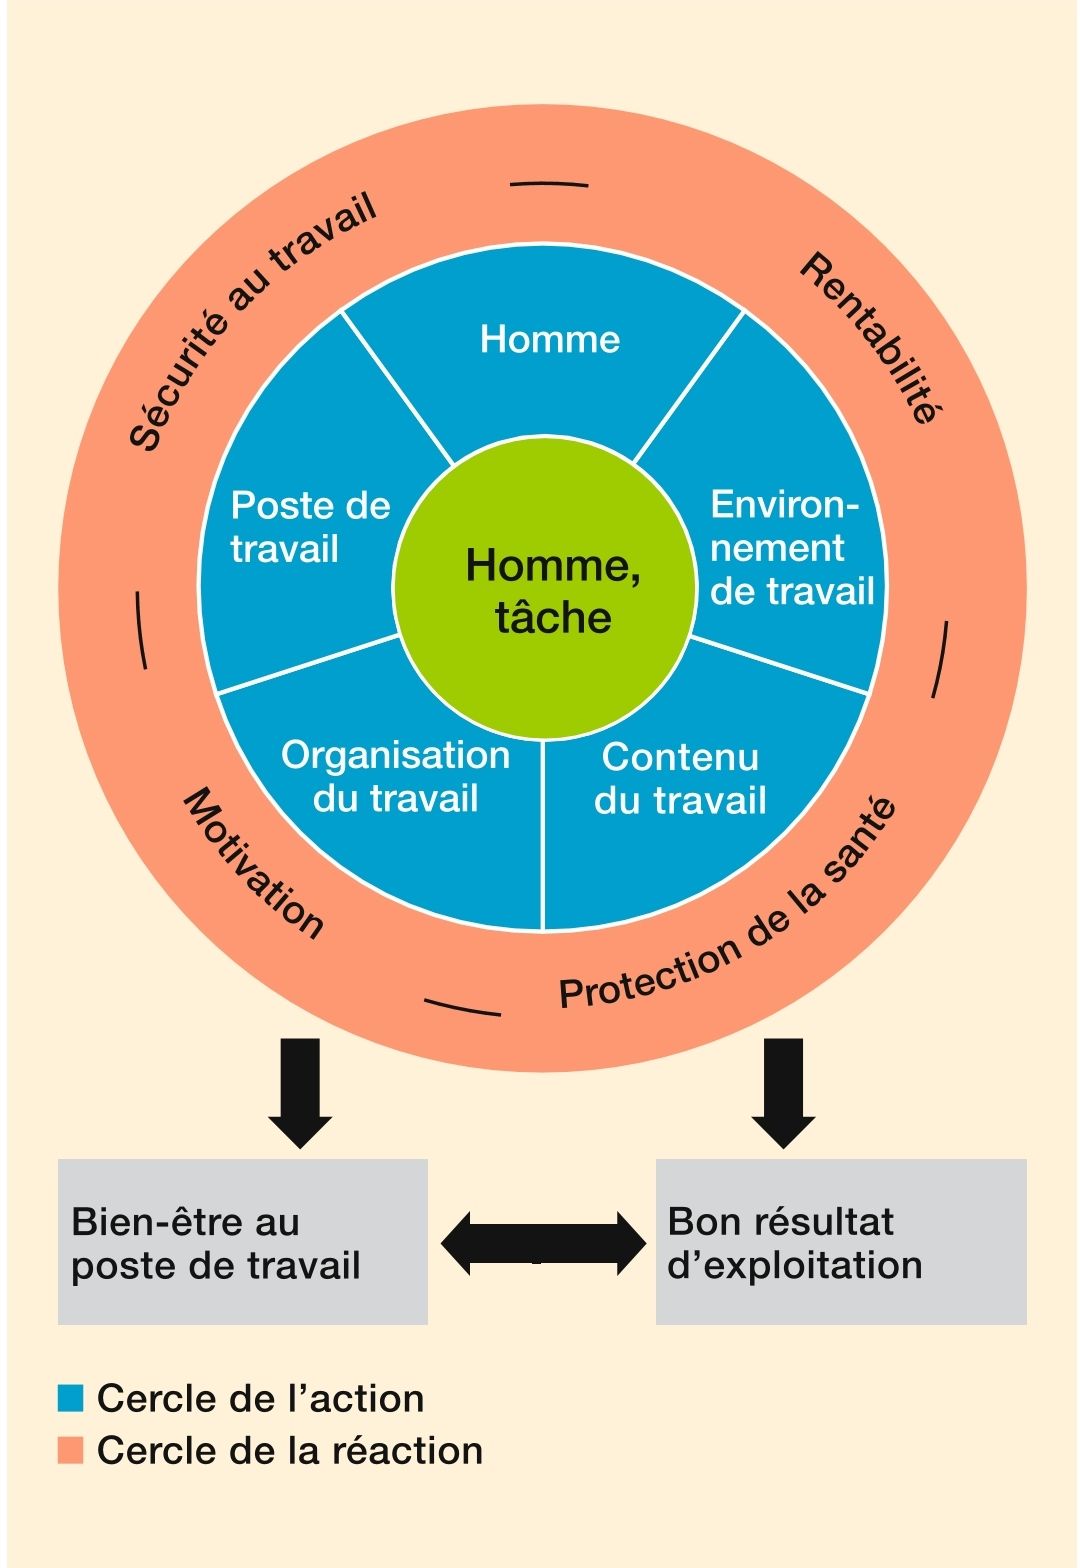 Sécurité au travail
Rentabilité
Homme
Poste de
travail
Environ-
nement
de travail
Homme,
tâche
Organisation
du travail
Contenu
du travail
Motivation
Protection de la santé
Bien-être au
poste de travail
Bon résultat
d’exploitation
Cercle de l’action
Cercle de la réaction